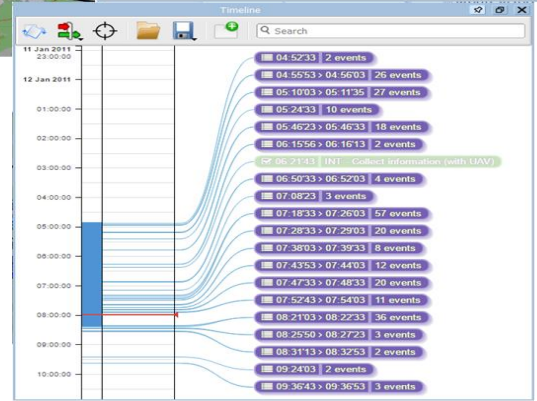 Timeline
Search
11 Jan 2011
23:00:00
12 Jan 2011
01:00:00
02:00:00
03:00:00
04:00:00
05:00:00
06:00:00
07:00:00
08:00:00
09:00:00
10:00:00
04:52'33 2 events
04:55'53 > 04:56'03 26 events
05:10'03 > 05:11'35 27 events
05:24'33 10 events
05:46'23 > 05:46'33 18 events
06:15'56 > 06:16'13 2 events
06:21'43 INT - Collect Information (with UAV)
06:50'33 > 06:52'03 4 events
07:08'23 3 events
07:18'33 > 07:26'03 57 events
07:28'33 > 07:29'03 20 events
07:38'03 > 07:39'33 8 events
07:43'53 > 07:44'03 12 events
07:47'33 > 07:48'33 20 events
07:52'43 > 07:54'03 11 events
08:21'03 > 08:22'33 36 events
08:25'50 > 08:27'23 3 events
08:31'13 > 08:32'53 2 events
09:24'03 2 events
09:36'43 > 09:36'53 3 events